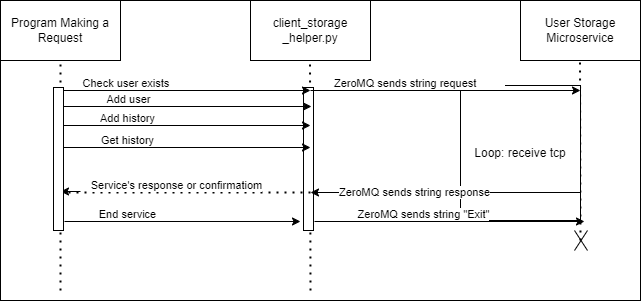 Program Making a
Request
client_storage
_helper.py
User Storage
Microservice
Check user exists
ZeroMQ sends string request
Add user
Add history
Get history
Loop: receive tcp
Service's response or confirmatiom
ZeroMQ sends string response
End service
ZeroMQ sends string "Exit"